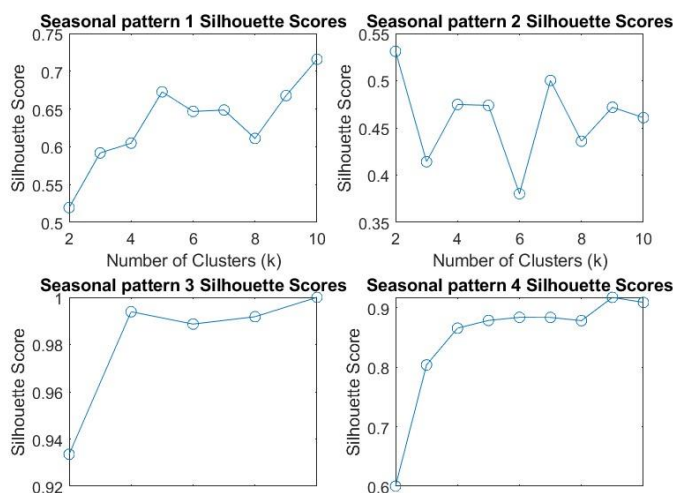 Seasonal pattern 1 Silhouette Scores
0.75
0.7
0.65
0.6
0.55
0.5
Silhouette Score
2 4 6 8 10
Number of Clusters (k)
Seasonal pattern 2 Silhouette Scores
0.55
0.5
0.45
0.4
0.35
Silhouette Score
2 4 6 8 10
Number of Clusters (k)
Seasonal pattern 3 Silhouette Scores
1
0.98
0.96
0.94
0.92
Silhouette Score
Seasonal pattern 4 Silhouette Scores
0.9
0.8
0.7
0.6
Silhouette Score